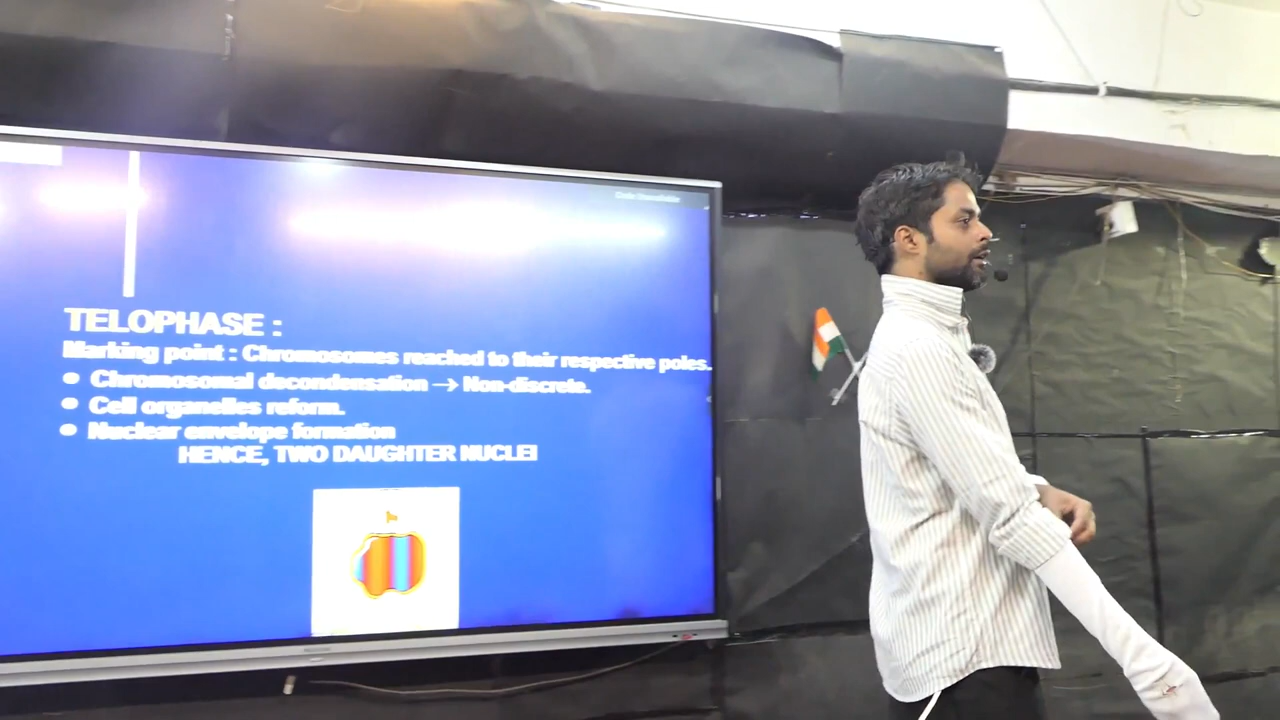 TELOPHASE :
Marking point : Chromosomes reached to their respective poles.
• Chromosomal decondensation → Non-discrete.
• Cell organelles reform.
• Nuclear envelope formation
HENCE, TWO DAUGHTER NUCLEI